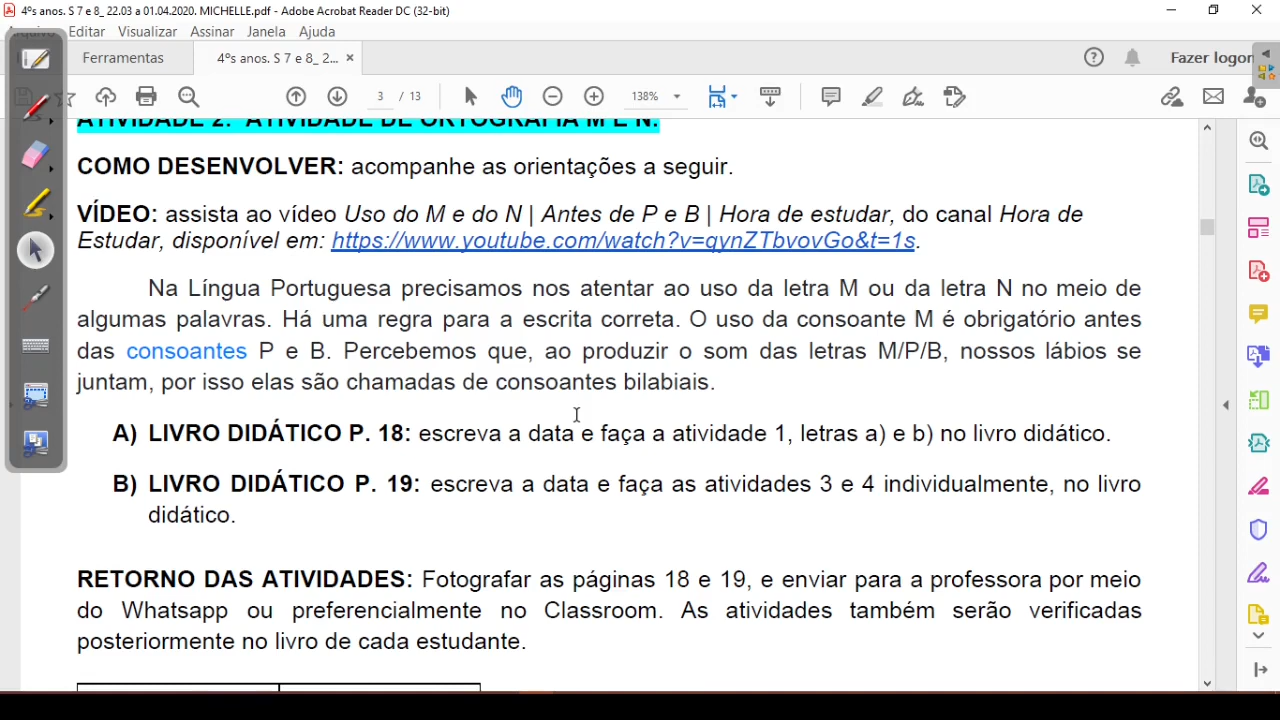 4ºs anos. S 7 e 8_ 22.03 a 01.04.2020. MICHELLE.pdf - Adobe Acrobat Reader DC (32-bit)
Arquivo Editar Visualizar Assinar Janela Ajuda
Ferramentas 4ºs anos. S 7 e 8_ 2... × Fazer logon
3 / 13 138%
ATIVIDADE 2: ATIVIDADE DE ORTOGRAFIA M E N.
COMO DESENVOLVER: acompanhe as orientações a seguir.
VÍDEO: assista ao vídeo Uso do M e do N | Antes de P e B | Hora de estudar, do canal Hora de
Estudar, disponível em: https://www.youtube.com/watch?v=qynZTbvovGo&t=1s.
Na Língua Portuguesa precisamos nos atentar ao uso da letra M ou da letra N no meio de
algumas palavras. Há uma regra para a escrita correta. O uso da consoante M é obrigatório antes
das consoantes P e B. Percebemos que, ao produzir o som das letras M/P/B, nossos lábios se
juntam, por isso elas são chamadas de consoantes bilabiais.
A) LIVRO DIDÁTICO P. 18: escreva a data e faça a atividade 1, letras a) e b) no livro didático.
B) LIVRO DIDÁTICO P. 19: escreva a data e faça as atividades 3 e 4 individualmente, no livro
didático.
RETORNO DAS ATIVIDADES: Fotografar as páginas 18 e 19, e enviar para a professora por meio
do Whatsapp ou preferencialmente no Classroom. As atividades também serão verificadas
posteriormente no livro de cada estudante.